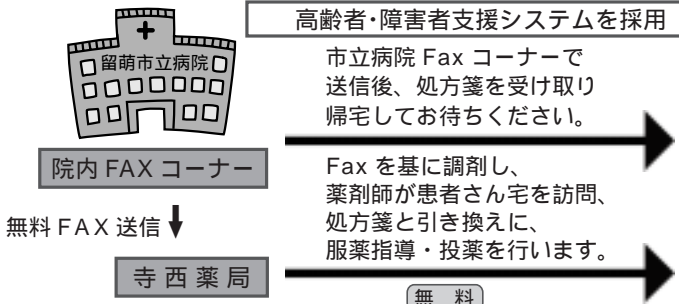 高齢者・障害者支援システムを採用
留萌市立病院
市立病院 Fax コーナーで
送信後、処方箋を受け取り
帰宅してお待ちください。
院内 FAX コーナー
無料 FAX 送信
Fax を基に調剤し、
薬剤師が患者さん宅を訪問、
処方箋と引き換えに、
服薬指導・投薬を行います。
寺西薬局
無 料